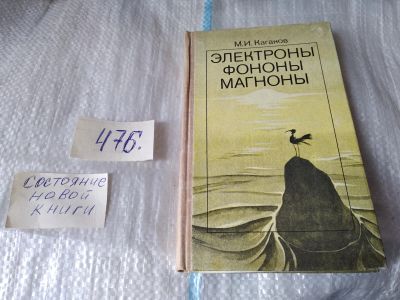 М.И. Каганов
ЭЛЕКТРОНЫ
ФОНОНЫ
МАГНОНЫ
476.
состояние
новой
книги